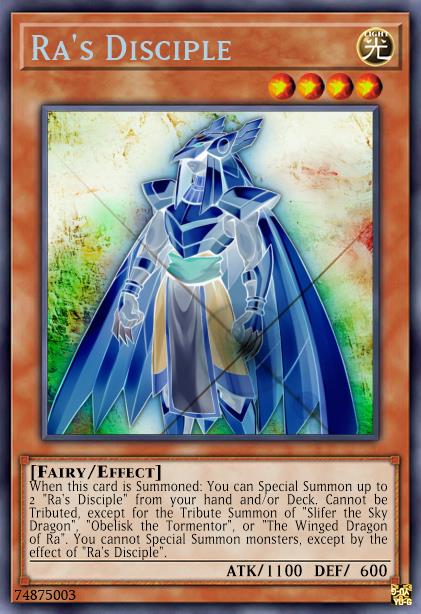 Ra's Disciple
LIGHT
光
[Fairy/Effect]
When this card is Summoned: You can Special Summon up to
2 "Ra's Disciple" from your hand and/or Deck. Cannot be
Tributed, except for the Tribute Summon of "Slifer the Sky
Dragon", "Obelisk the Tormentor", or "The Winged Dragon
of Ra". You cannot Special Summon monsters, except by the
effect of "Ra's Disciple".
ATK/1100 DEF/ 600
74875003